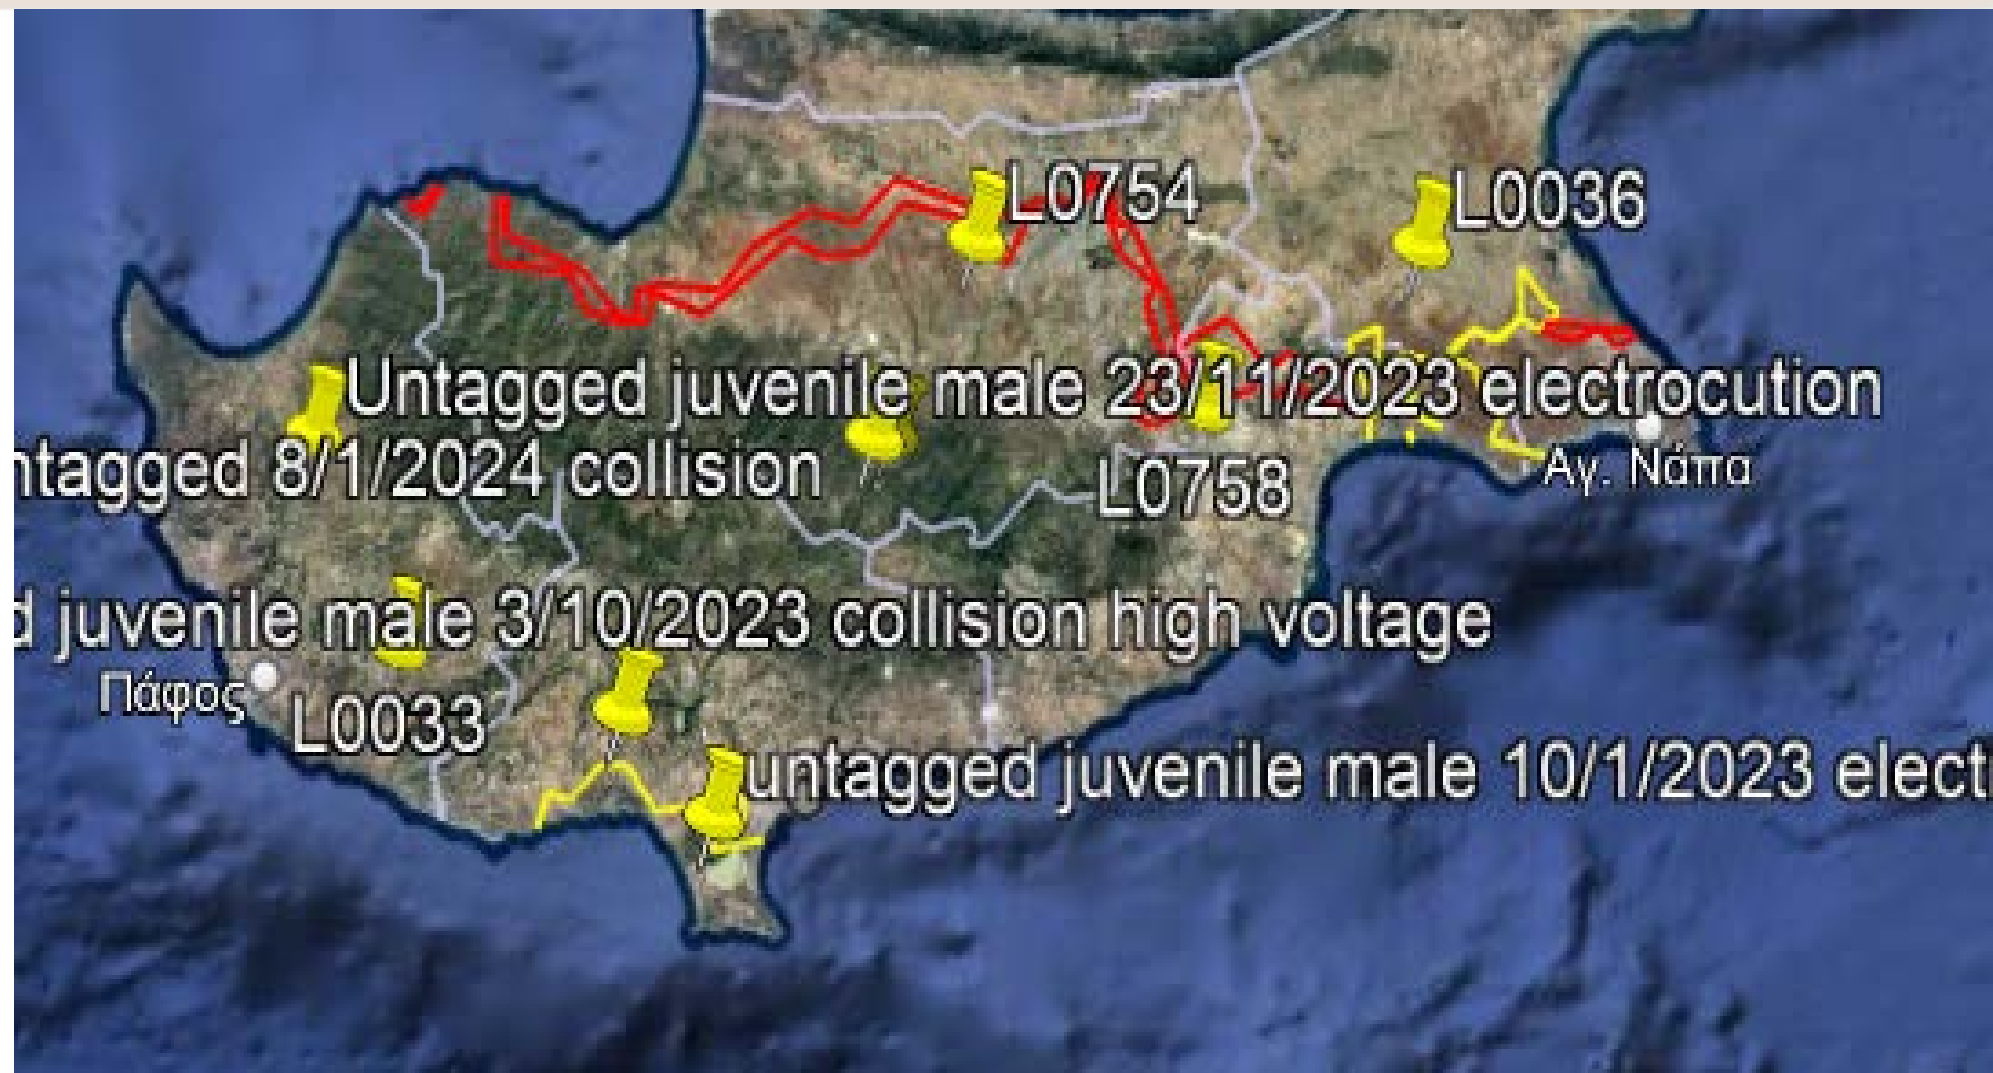 L0754
L0036
Untagged juvenile male 23/11/2023 electrocution
ntagged 8/1/2024 collision
L0758
Αγ. Νάπα
d juvenile male 3/10/2023 collision high voltage
Πάφος
L0033
untagged juvenile male 10/1/2023 elect